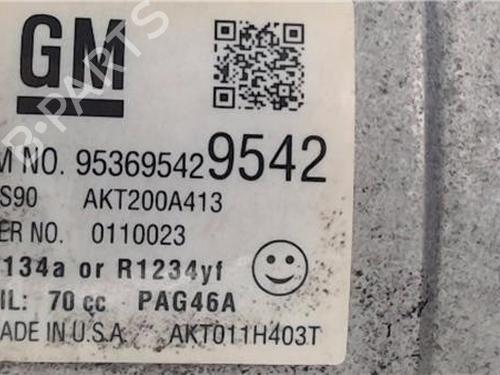 GM
M NO. 95369542 9542
S90 AKT200A413
ER NO. 0110023
134a or R1234yf
IL: 70 cc PAG46A
ADE IN U.S.A. AKT011H403T
B-PARTS